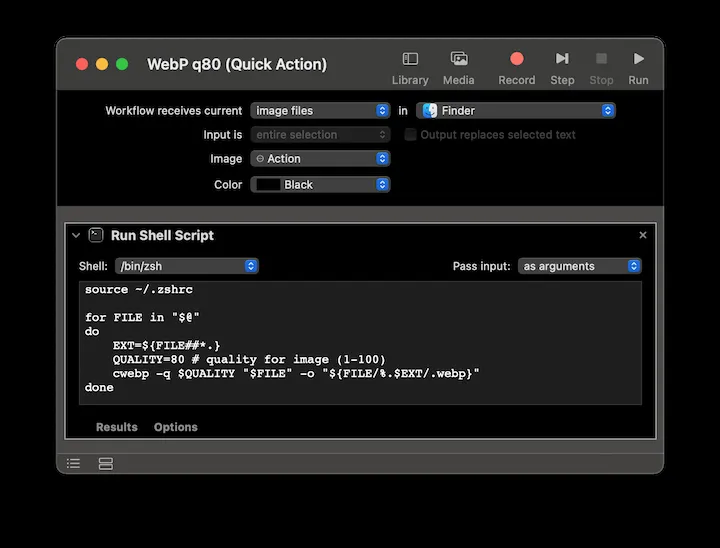 WebP q80 (Quick Action)
Library Media Record Step Stop Run
Workflow receives current image files in Finder
Input is entire selection Output replaces selected text
Image Action
Color Black
Run Shell Script
Shell: /bin/zsh Pass input: as arguments
source ~/.zshrc
for FILE in "$@"
do
EXT=${FILE##*.}
QUALITY=80 # quality for image (1-100)
cwebp -q $QUALITY "$FILE" -o "${FILE/%.$EXT/.webp}"
done
Results Options